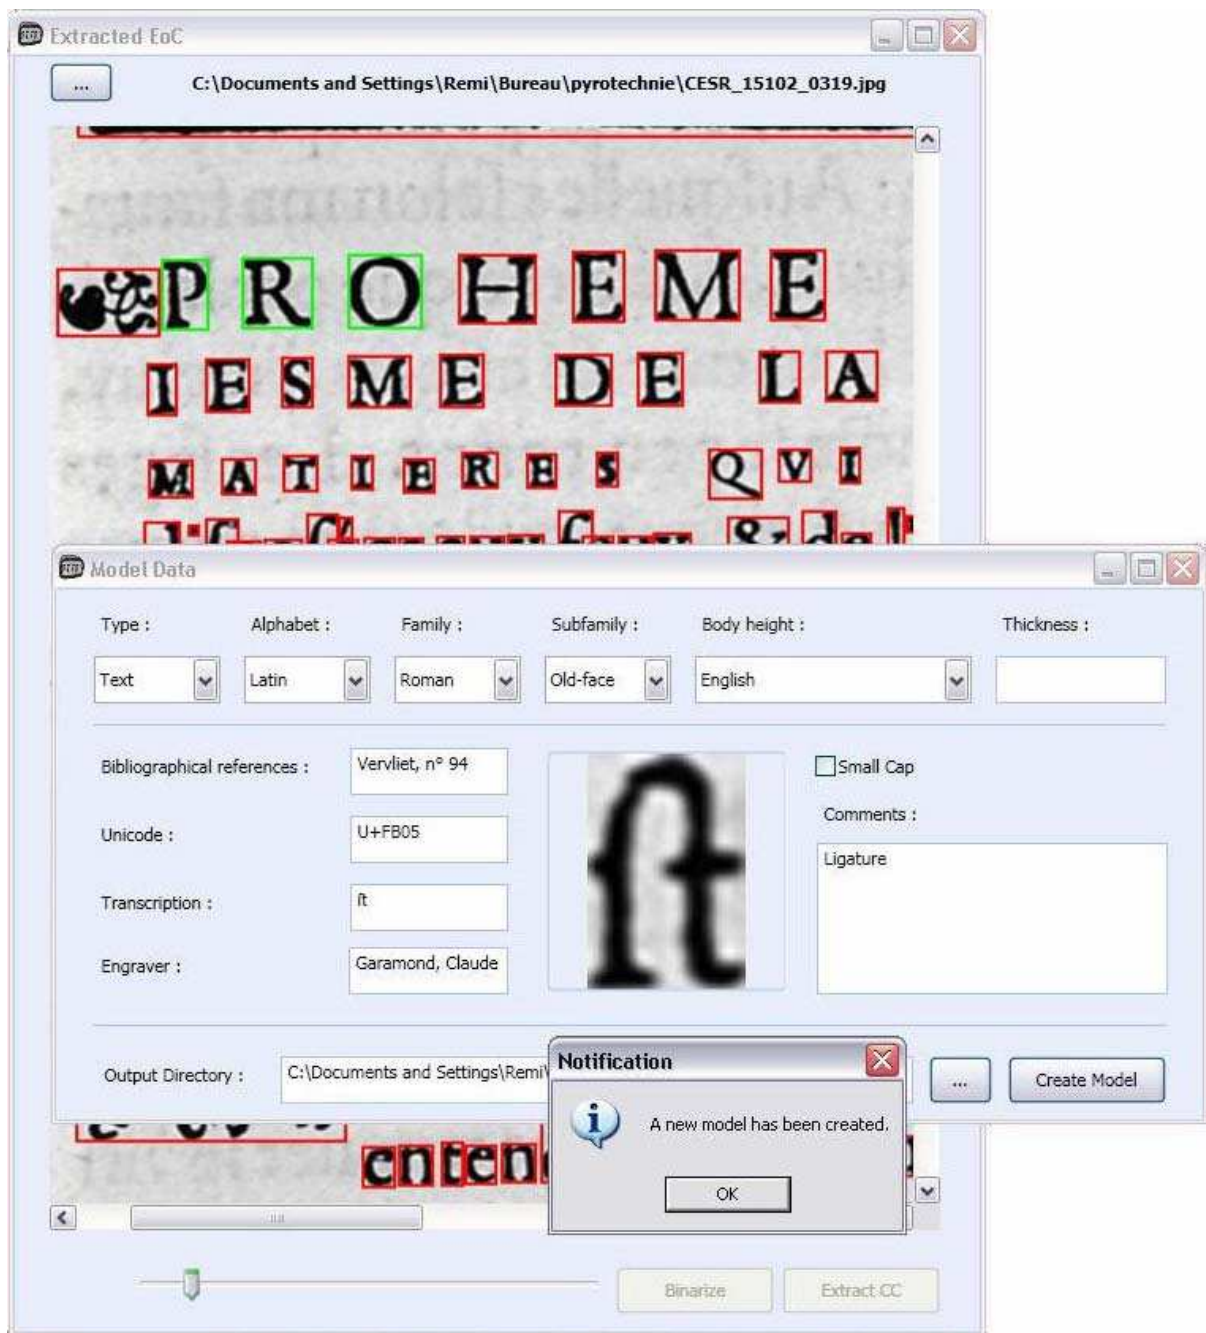 Extracted EoC
... C:\Documents and Settings\Remi\Bureau\pyrotechnie\CESR_15102_0319.jpg
PROHEME
IESME DE LA
MATIERES QVI
Model Data
Type : Alphabet : Family : Subfamily : Body height : Thickness :
Text Latin Roman Old-face English
Bibliographical references : Vervliet, n° 94
Small Cap
Unicode : U+FB05
Comments :
Ligature
Transcription : ſt
Engraver : Garamond, Claude
ſt
Output Directory : C:\Documents and Settings\Remi\
... Create Model
Notification
A new model has been created.
OK
Binarize Extract CC